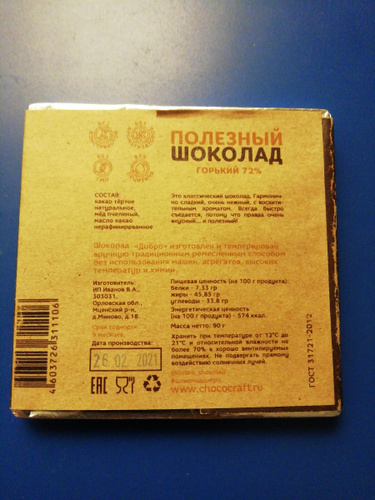 ПОЛЕЗНЫЙ
ШОКОЛАД
ГОРЬКИЙ 72%
СОСТАВ:
какао тёртое
натуральное,
мёд пчелиный,
масло какао
нерафинированное
Это классический шоколад. Гармонич-
но сладкий, очень нежный, с восхити-
тельным ароматом. Всегда быстро
съедается, потому что правда очень
вкусный... и полезный!
Шоколад «Добро» изготовлен и темперирован
вручную традиционным ремесленным способом
без использования машин, агрегатов, высоких
температур и химии.
Изготовитель:
ИП Иванов В.А.,
303031,
Орловская обл.,
Мценский р-н,
д.Миново, д.18.
Срок годности:
9 месяцев.
Дата производства:
26.02.2021
Пищевая ценность (на 100 г продукта):
белки - 7,33 гр
жиры - 45,85 гр
углеводы - 33,8 гр
Энергетическая ценность
(на 100 г продукта) - 574 ккал.
Масса нетто: 90 г
Хранить при температуре от 12°С до
21°С и относительной влажности не
более 70% в хорошо вентилируемых
помещениях. Не подвергать прямому
воздействию солнечных лучей.
www.chococraft.ru
EAC
4603726311106
ГОСТ 31721-2012